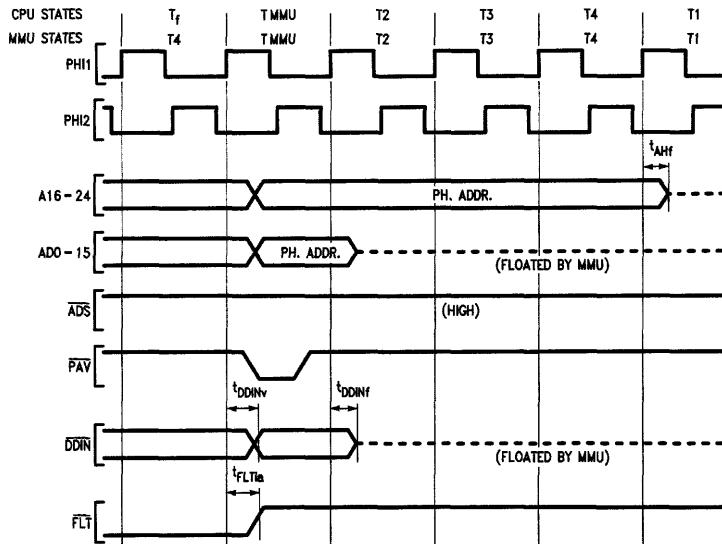 CPU STATES Tf TMMU T2 T3 T4 T1
MMU STATES T4 TMMU T2 T3 T4 T1
PHI1
PHI2
tAHf
A16-24 PH. ADDR.
AD0-15 PH. ADDR. (FLOATED BY MMU)
ADS (HIGH)
PAV
tDDINv tDDINf
DDIN (FLOATED BY MMU)
tFLTIa
FLT